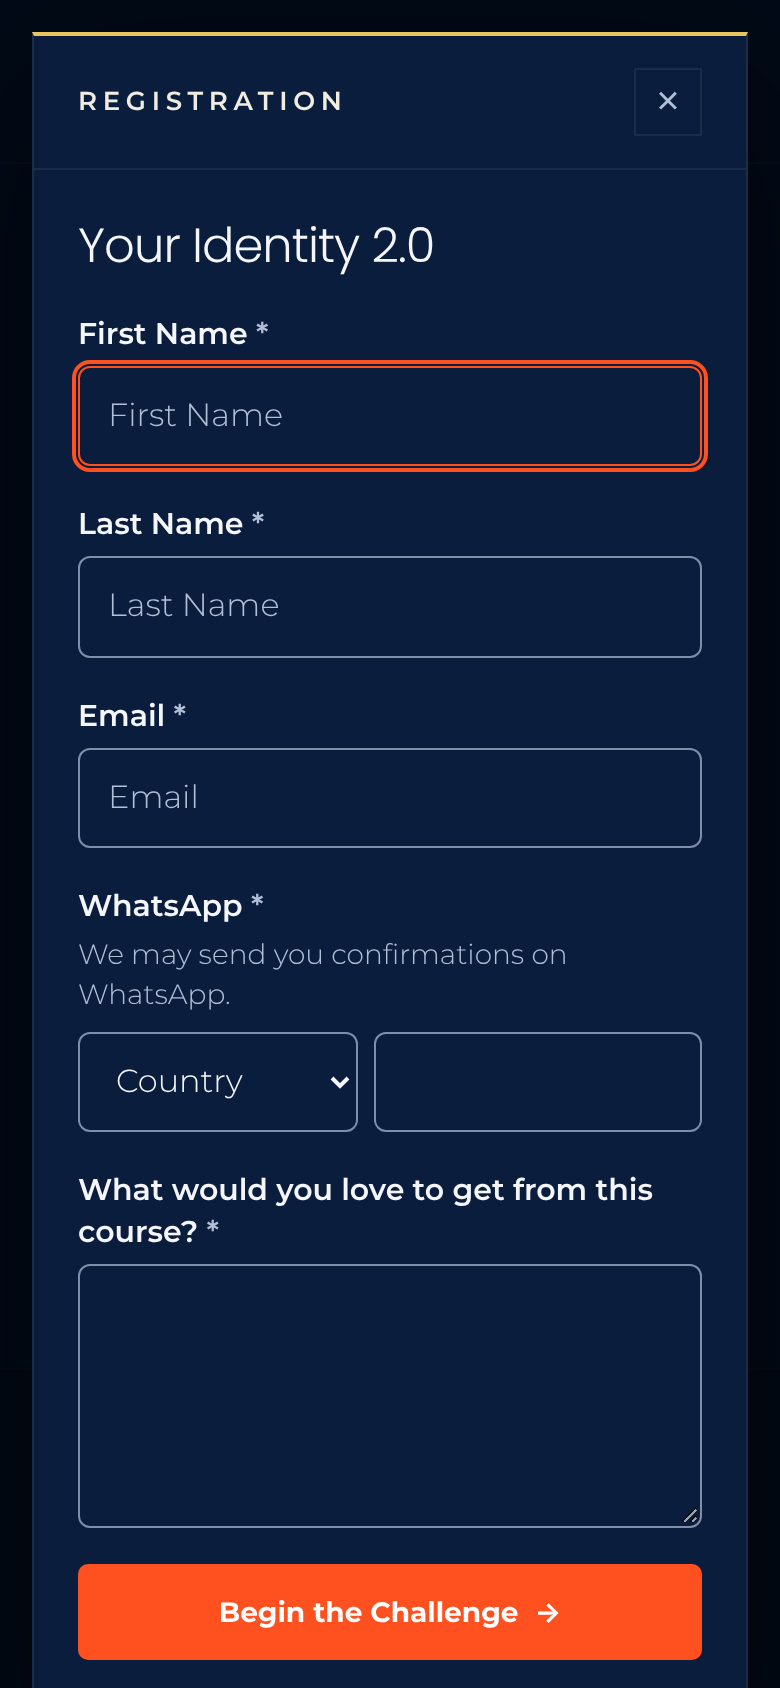 REGISTRATION
Your Identity 2.0
First Name *
First Name
Last Name *
Last Name
Email *
Email
WhatsApp *
We may send you confirmations on
WhatsApp.
Country
What would you love to get from this
course? *
Begin the Challenge →